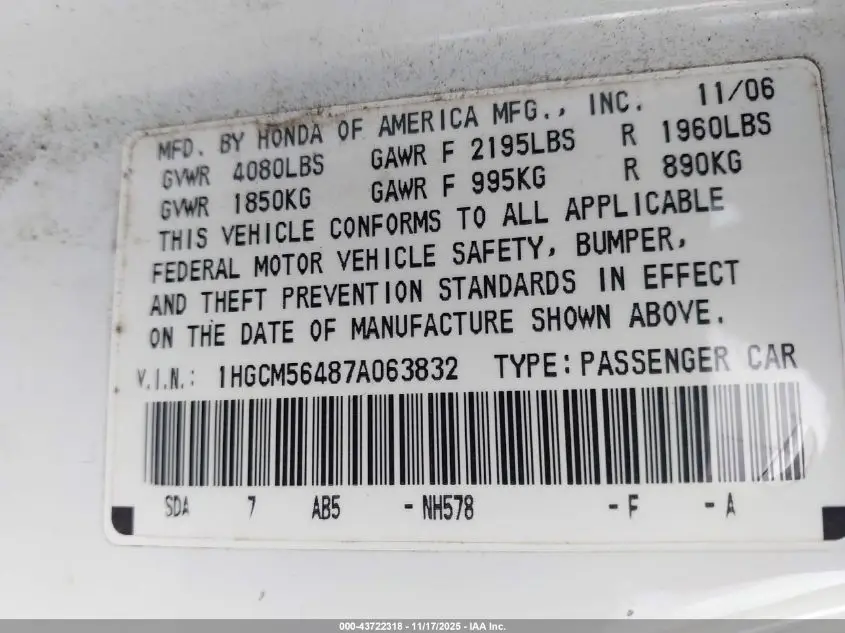 MFD. BY HONDA OF AMERICA MFG., INC. 11/06
GVWR 4080LBS GAWR F 2195LBS R 1960LBS
GVWR 1850KG GAWR F 995KG R 890KG
THIS VEHICLE CONFORMS TO ALL APPLICABLE
FEDERAL MOTOR VEHICLE SAFETY, BUMPER,
AND THEFT PREVENTION STANDARDS IN EFFECT
ON THE DATE OF MANUFACTURE SHOWN ABOVE.
V.I.N.: 1HGCM56487A063832 TYPE:PASSENGER CAR
SDA 7 AB5 -NH578 -F -A
000-43722318 - 11/17/2025 - IAA Inc.